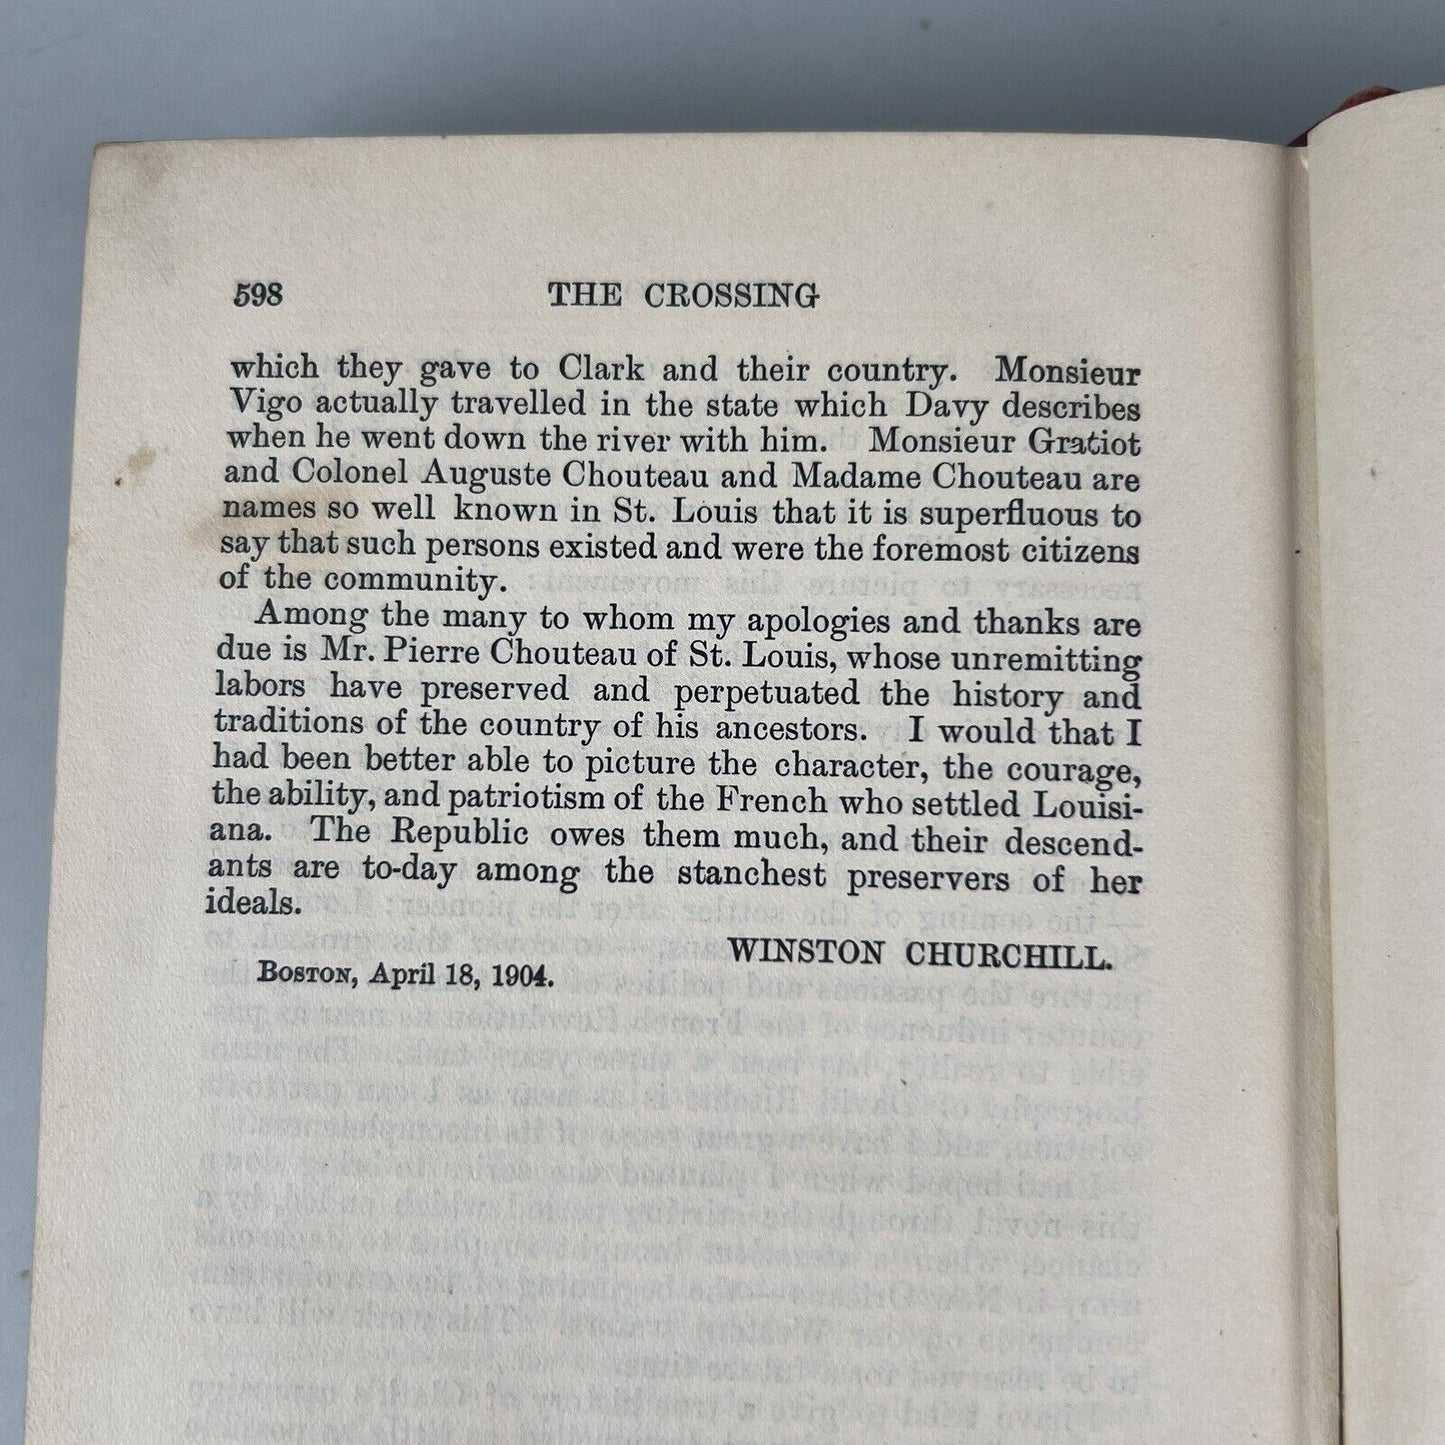 598 THE CROSSING
which they gave to Clark and their country. Monsieur
Vigo actually travelled in the state which Davy describes
when he went down the river with him. Monsieur Gratiot
and Colonel Auguste Chouteau and Madame Chouteau are
names so well known in St. Louis that it is superfluous to
say that such persons existed and were the foremost citizens
of the community.
Among the many to whom my apologies and thanks are
due is Mr. Pierre Chouteau of St. Louis, whose unremitting
labors have preserved and perpetuated the history and
traditions of the country of his ancestors. I would that I
had been better able to picture the character, the courage,
the ability, and patriotism of the French who settled Louisi-
ana. The Republic owes them much, and their descend-
ants are to-day among the stanchest preservers of her
ideals.
WINSTON CHURCHILL.
BOSTON, April 18, 1904.